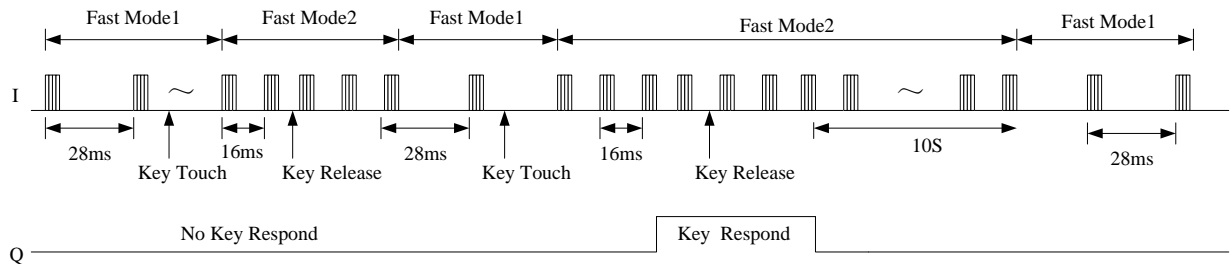 Fast Mode1 Fast Mode2 Fast Mode1 Fast Mode2 Fast Mode1
I
28ms 16ms 28ms 16ms 10S 28ms
Key Touch Key Release Key Touch Key Release
No Key Respond Key Respond
Q